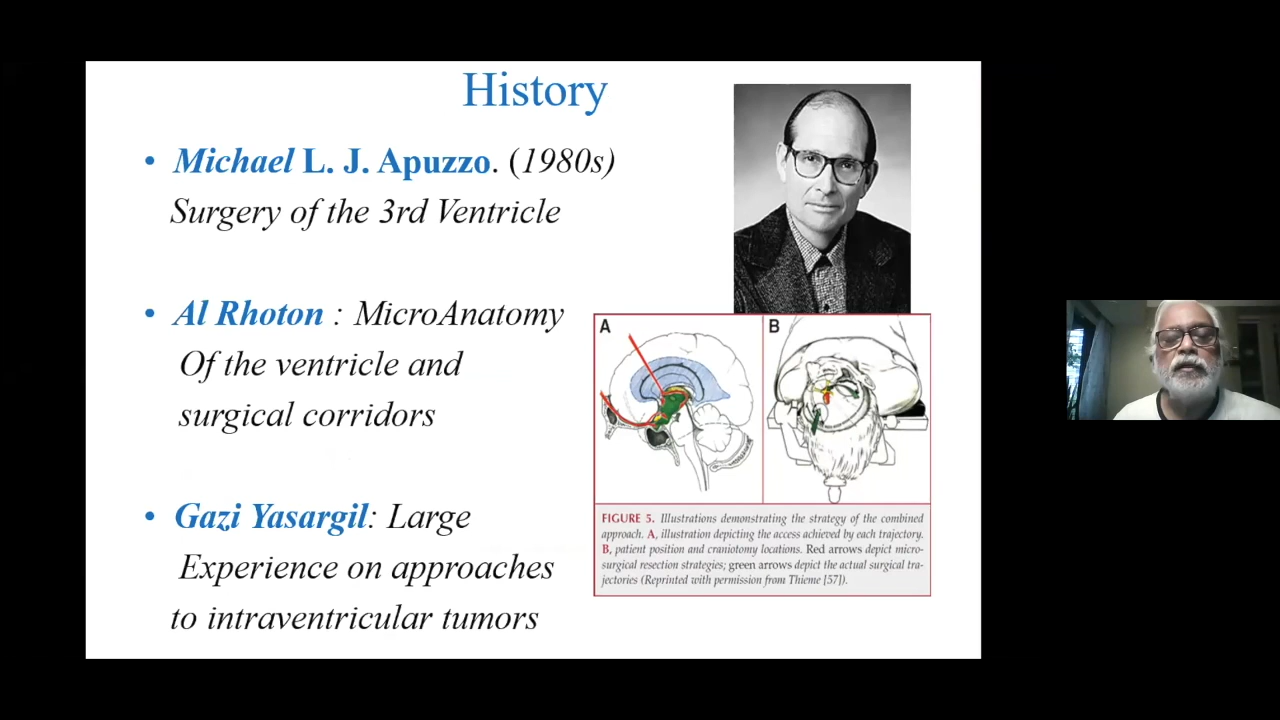 History
• Michael L. J. Apuzzo. (1980s)
Surgery of the 3rd Ventricle
• Al Rhoton : MicroAnatomy
Of the ventricle and
surgical corridors
• Gazi Yasargil: Large
Experience on approaches
to intraventricular tumors
A
B
FIGURE 5. Illustrations demonstrating the strategy of the combined
approach. A, illustration depicting the access achieved by each trajectory.
B, patient position and craniotomy locations. Red arrows depict micro-
surgical resection strategies; green arrows depict the actual surgical tra-
jectories (Reprinted with permission from Thieme [57]).